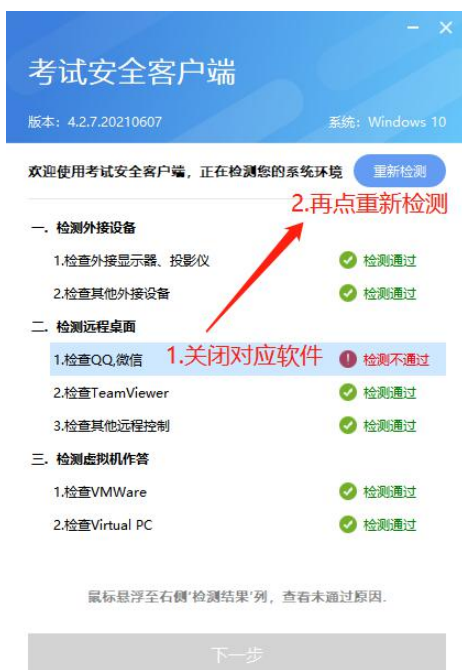 考试安全客户端
版本：4.2.7.20210607 系统：Windows 10
欢迎使用考试安全客户端，正在检测您的系统环境 重新检测
2.再点重新检测
一. 检测外接设备
1.检查外接显示器、投影仪 检测通过
2.检查其他外接设备 检测通过
二. 检测远程桌面
1.检查QQ,微信 1.关闭对应软件 检测不通过
2.检查TeamViewer 检测通过
3.检查其他远程控制 检测通过
三. 检测虚拟机作答
1.检查VMWare 检测通过
2.检查Virtual PC 检测通过
鼠标悬浮至右侧'检测结果'列，查看未通过原因.
下一步